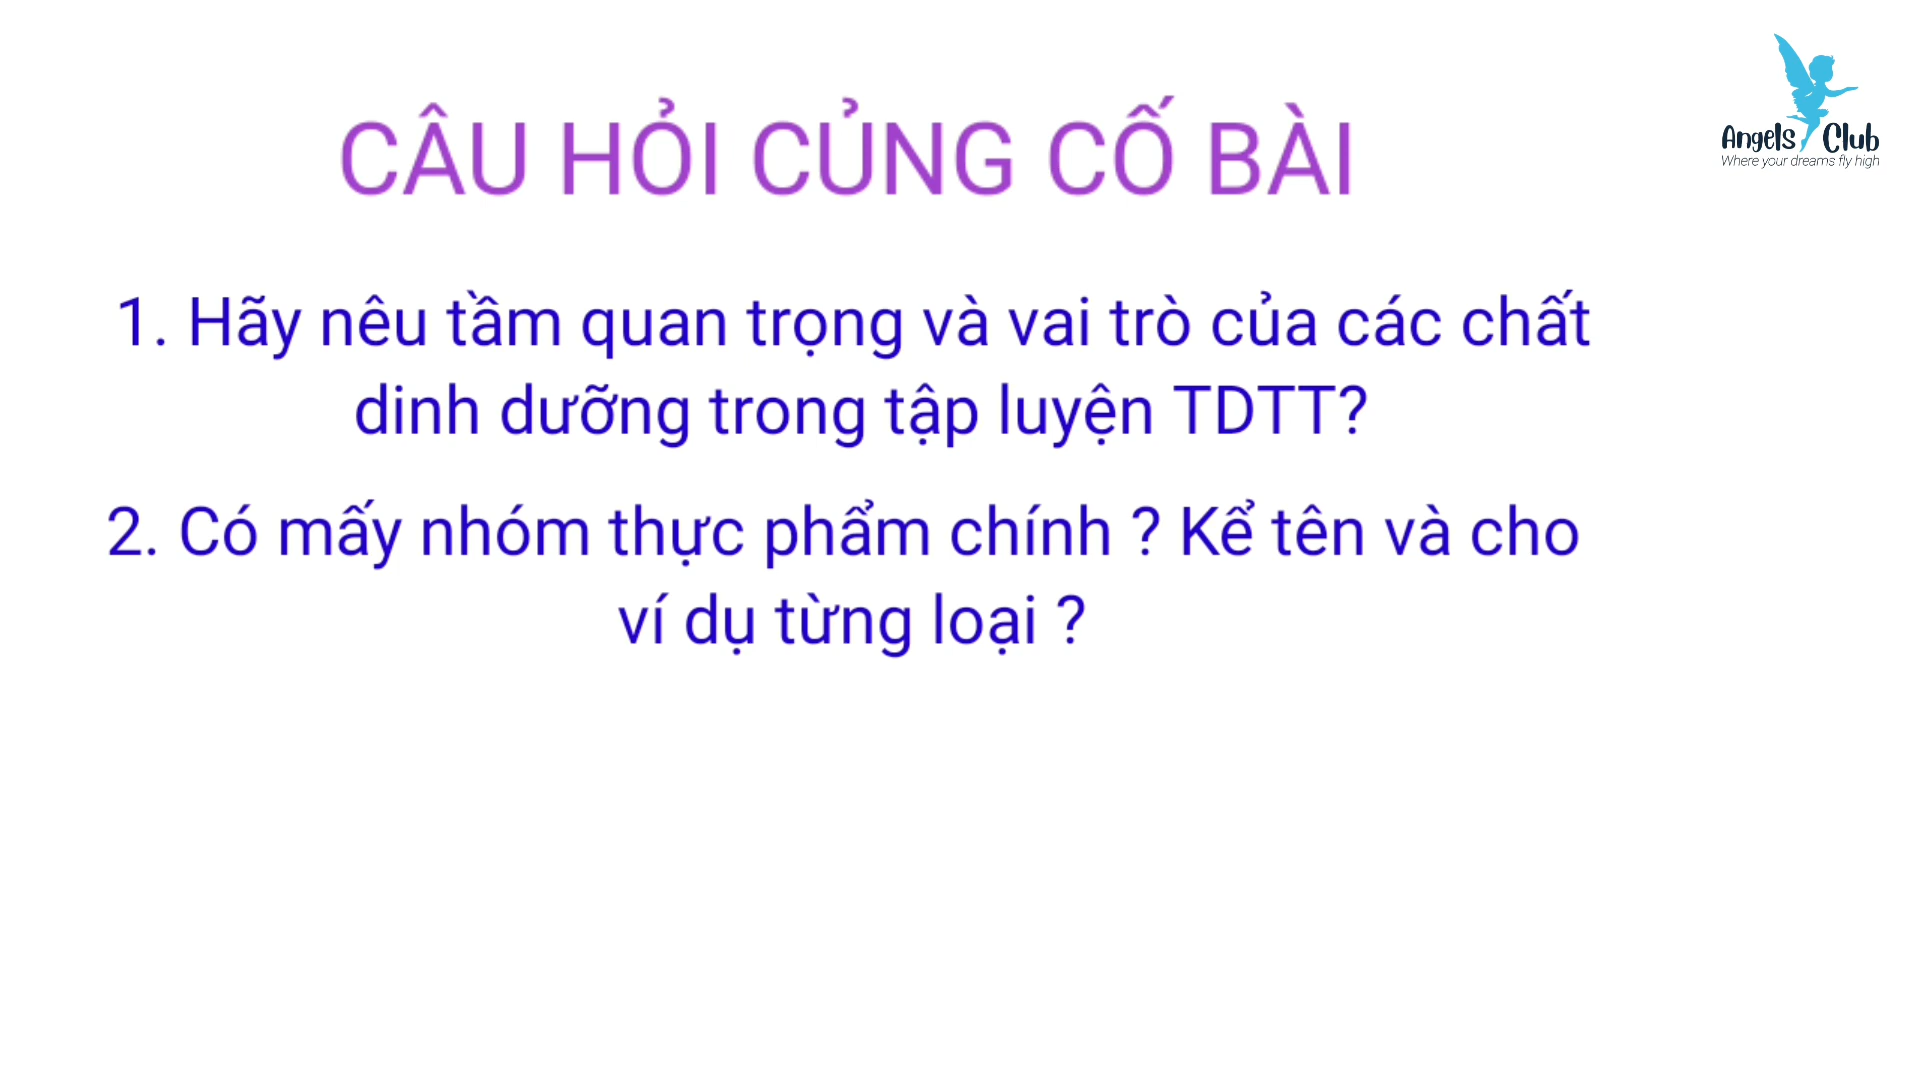 Angels Club
Where your dreams fly high
CÂU HỎI CỦNG CỐ BÀI
1. Hãy nêu tầm quan trọng và vai trò của các chất
dinh dưỡng trong tập luyện TDTT?
2. Có mấy nhóm thực phẩm chính ? Kể tên và cho
ví dụ từng loại ?